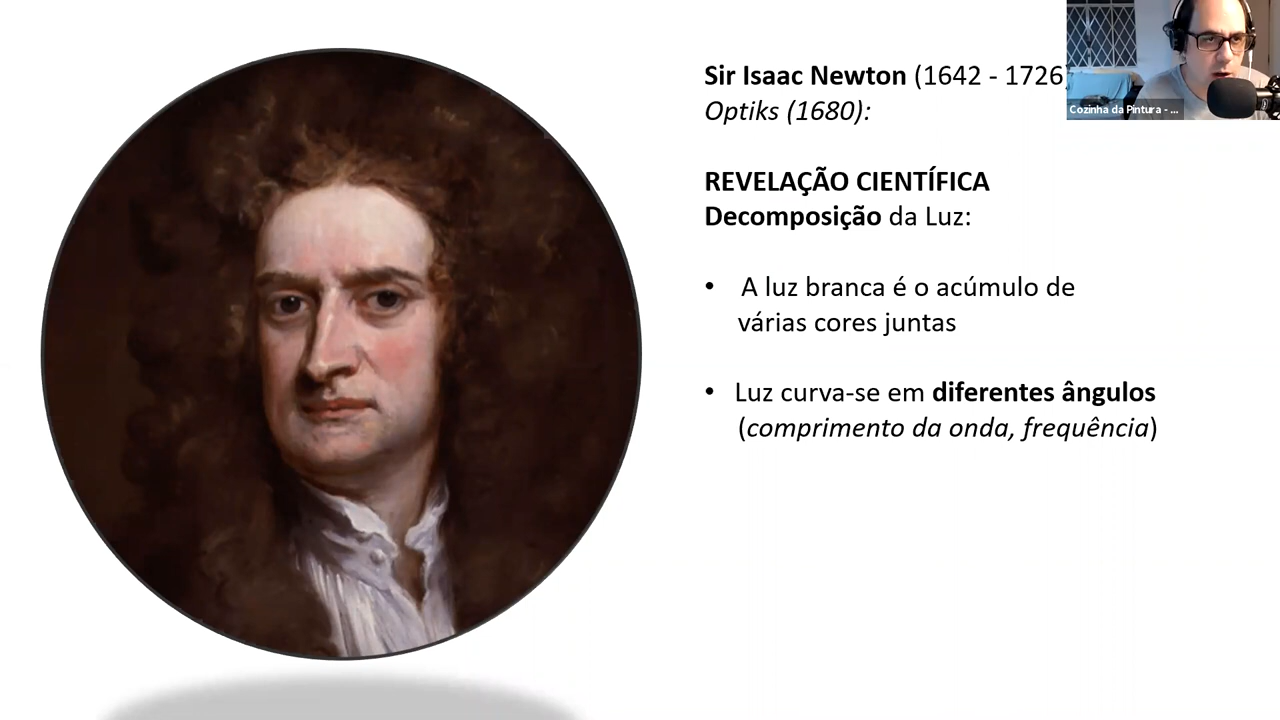 Sir Isaac Newton (1642 - 1726)
Optiks (1680):
REVELAÇÃO CIENTÍFICA
Decomposição da Luz:
• A luz branca é o acúmulo de
várias cores juntas
• Luz curva-se em diferentes ângulos
(comprimento da onda, frequência)
Cozinha da Pintura - ...